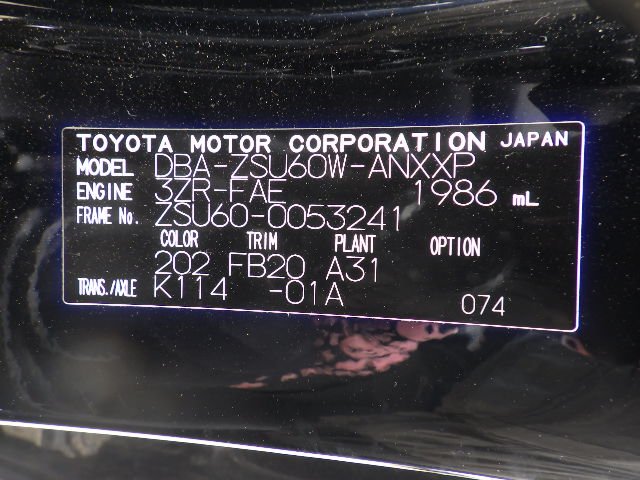 TOYOTA MOTOR CORPORATION JAPAN
MODEL DBA-ZSU60W-ANXXP
ENGINE 3ZR-FAE 1986 mL
FRAME No. ZSU60-0053241
COLOR TRIM PLANT OPTION
202 FB20 A31
TRANS./AXLE K114 -01A 074